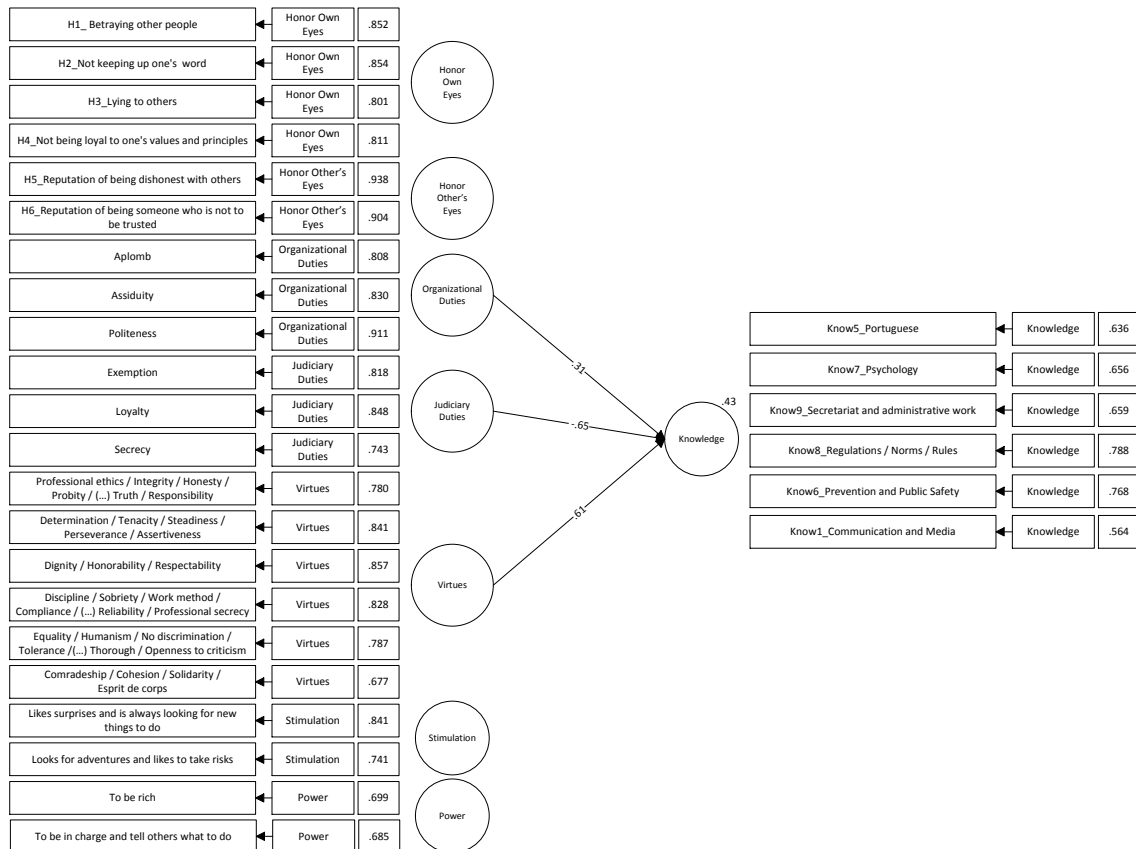 H1_ Betraying other people
Honor Own
Eyes
.852
H2_Not keeping up one's word
Honor Own
Eyes
.854
H3_Lying to others
Honor Own
Eyes
.801
H4_Not being loyal to one's values and principles
Honor Own
Eyes
.811
H5_Reputation of being dishonest with others
Honor Other's
Eyes
.938
H6_Reputation of being someone who is not to
be trusted
Honor Other's
Eyes
.904
Aplomb
Organizational
Duties
.808
Assiduity
Organizational
Duties
.830
Politeness
Organizational
Duties
.911
Exemption
Judiciary
Duties
.818
Loyalty
Judiciary
Duties
.848
Secrecy
Judiciary
Duties
.743
Professional ethics / Integrity / Honesty /
Probity / (...) Truth / Responsibility
Virtues
.780
Determination / Tenacity / Steadiness /
Perseverance / Assertiveness
Virtues
.841
Dignity / Honorability / Respectability
Virtues
.857
Discipline / Sobriety / Work method /
Compliance / (...) Reliability / Professional secrecy
Virtues
.828
Equality / Humanism / No discrimination /
Tolerance /(...) Thorough / Openness to criticism
Virtues
.787
Comradeship / Cohesion / Solidarity /
Esprit de corps
Virtues
.677
Likes surprises and is always looking for new
things to do
Stimulation
.841
Looks for adventures and likes to take risks
Stimulation
.741
To be rich
Power
.699
To be in charge and tell others what to do
Power
.685
Honor
Own
Eyes
Honor
Other's
Eyes
Organizational
Duties
Judiciary
Duties
Virtues
Stimulation
Power
.31
-.65
.61
.43
Knowledge
Know5_Portuguese
Knowledge
.636
Know7_Psychology
Knowledge
.656
Know9_Secretariat and administrative work
Knowledge
.659
Know8_Regulations / Norms / Rules
Knowledge
.788
Know6_Prevention and Public Safety
Knowledge
.768
Know1_Communication and Media
Knowledge
.564